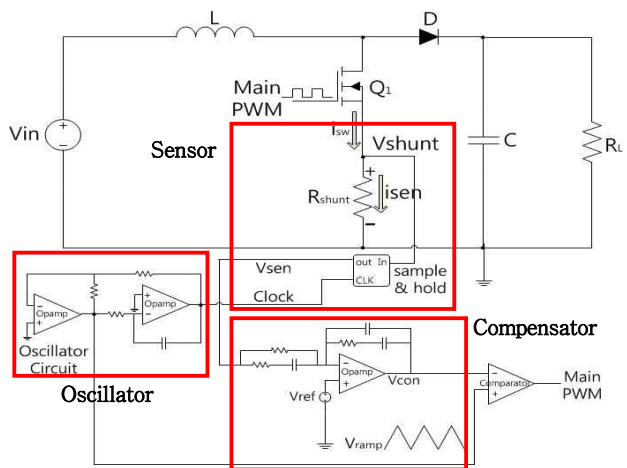 L
D
Main
PWM
Q1
Vin
isw
Sensor
Vshunt
C
RL
+
Rshunt
isen
−
Vsen
out In
CLK
sample
& hold
Clock
Opamp
Opamp
Oscillator
Circuit
Oscillator
Compensator
Opamp
Vcon
Vref
Comparator
Main
PWM
Vramp